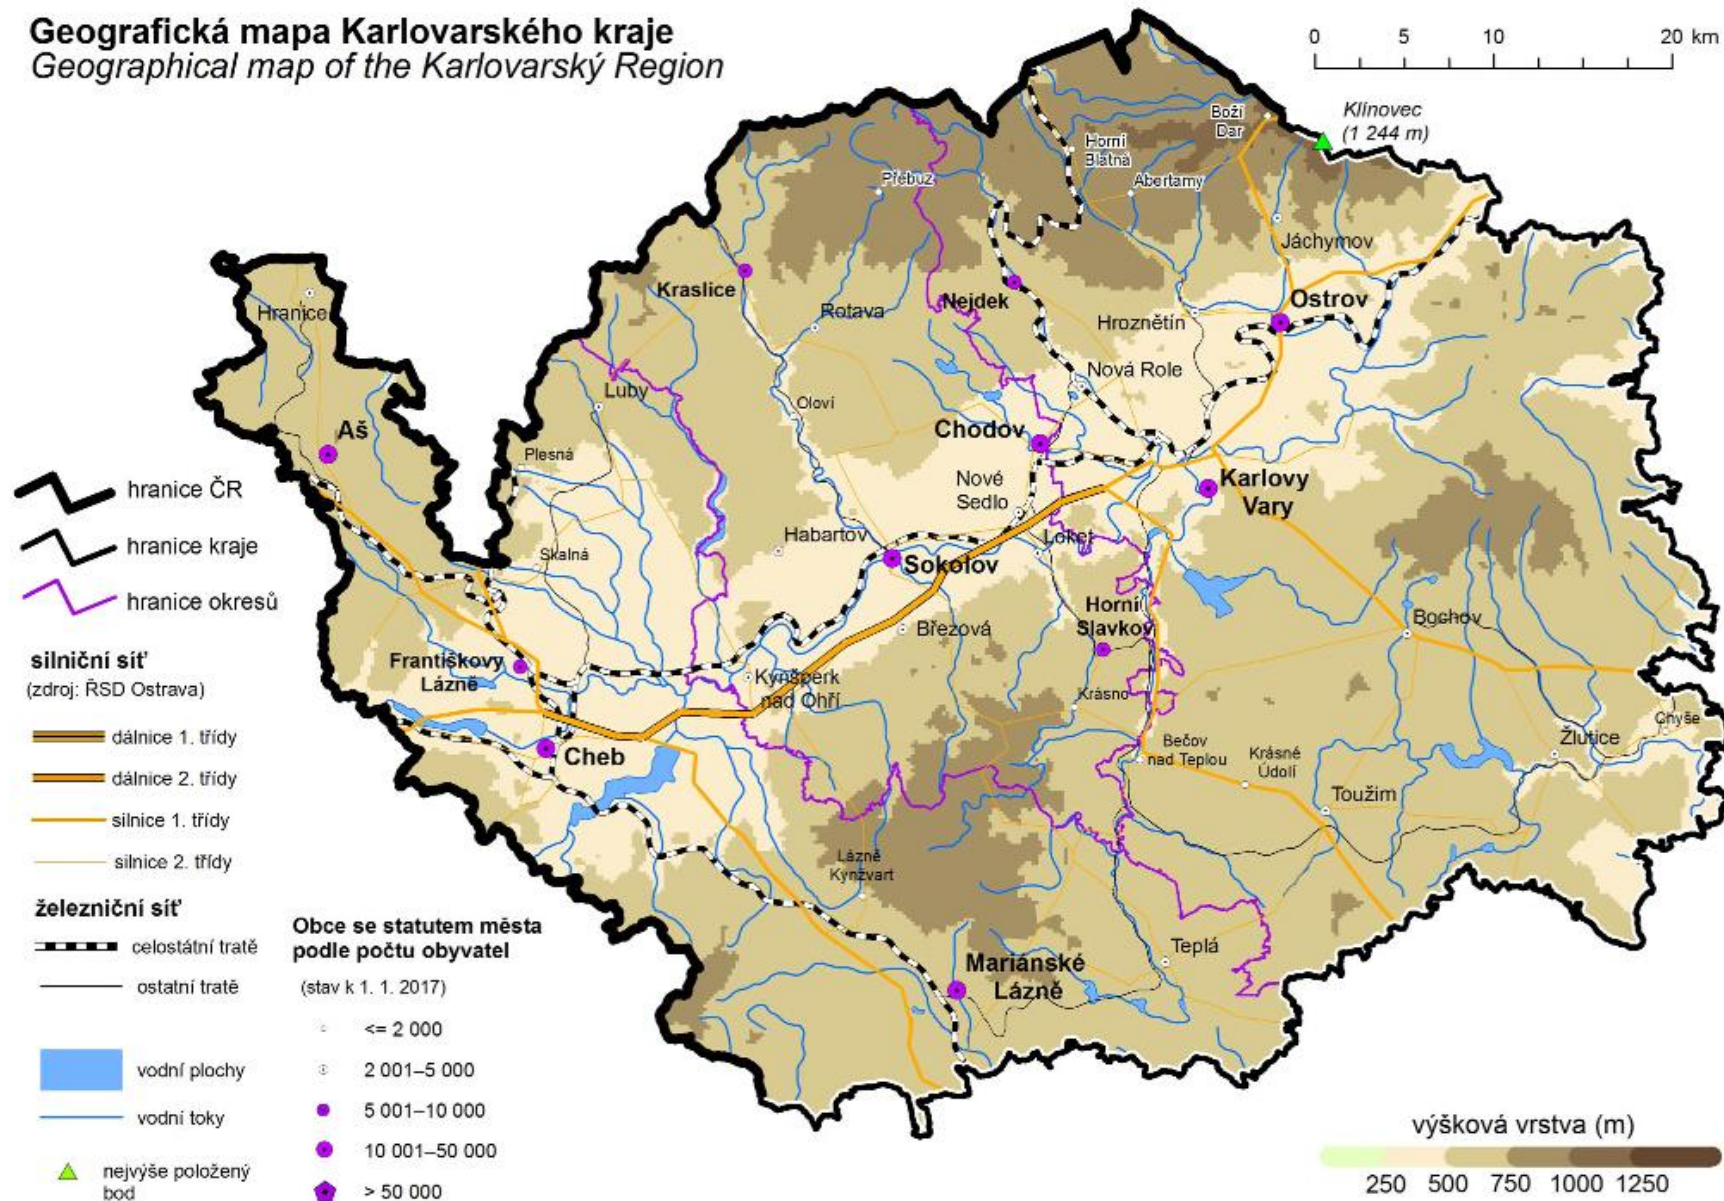 Geografická mapa Karlovarského kraje
Geographical map of the Karlovarský Region
0 5 10 20 km
Klínovec
(1 244 m)
Boží
Dar
Horní
Blatná
Přebuz
Abertamy
Jáchymov
Kraslice
Nejdek
Ostrov
Hranice
Rotava
Hroznětín
Nová Role
Luby
Oloví
Aš
Chodov
Plesná
Nové
Sedlo
Karlovy
Vary
hranice ČR
Habartov
Loket
Skalná
Sokolov
hranice kraje
hranice okresů
Horní
Slavkov
Březová
Bochov
silniční síť
(zdroj: ŘSD Ostrava)
Františkovy
Lázně
Kynšperk
nad Ohří
Krásno
Chyše
dálnice 1. třídy
Žlutice
Bečov
nad Teplou
Krásné
Údolí
Cheb
dálnice 2. třídy
Toužim
silnice 1. třídy
silnice 2. třídy
Lázně
Kynžvart
železniční síť
celostátní tratě
ostatní tratě
Teplá
Mariánské
Lázně
Obce se statutem města
podle počtu obyvatel
(stav k 1. 1. 2017)
<= 2 000
2 001–5 000
5 001–10 000
10 001–50 000
> 50 000
vodní plochy
vodní toky
nejvýše položený
bod
výšková vrstva (m)
250 500 750 1000 1250